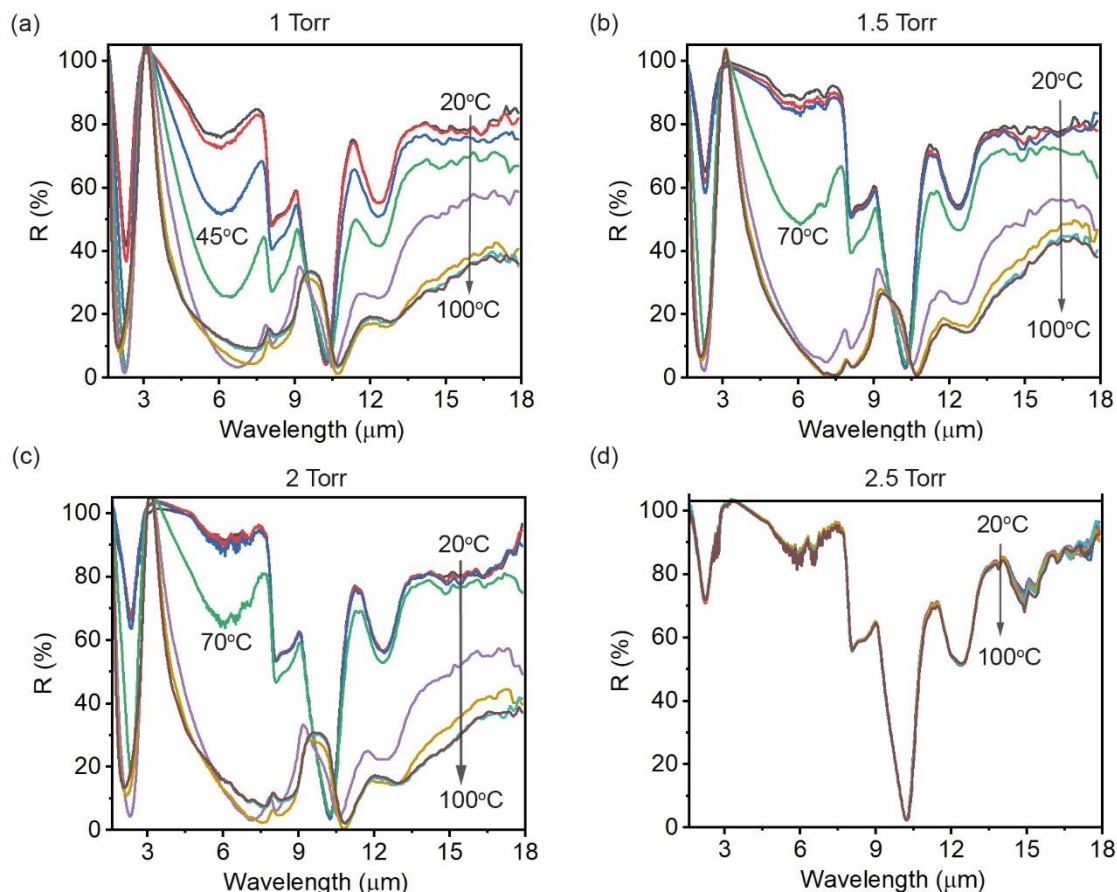 (a) 1 Torr
R (%)
100
80
60
40
20
0
20°C
45°C
100°C
3 6 9 12 15 18
Wavelength (μm)
(b) 1.5 Torr
R (%)
100
80
60
40
20
0
20°C
70°C
100°C
3 6 9 12 15 18
Wavelength (μm)
(c) 2 Torr
R (%)
100
80
60
40
20
0
20°C
70°C
100°C
3 6 9 12 15 18
Wavelength (μm)
(d) 2.5 Torr
R (%)
100
80
60
40
20
0
20°C
100°C
3 6 9 12 15 18
Wavelength (μm)